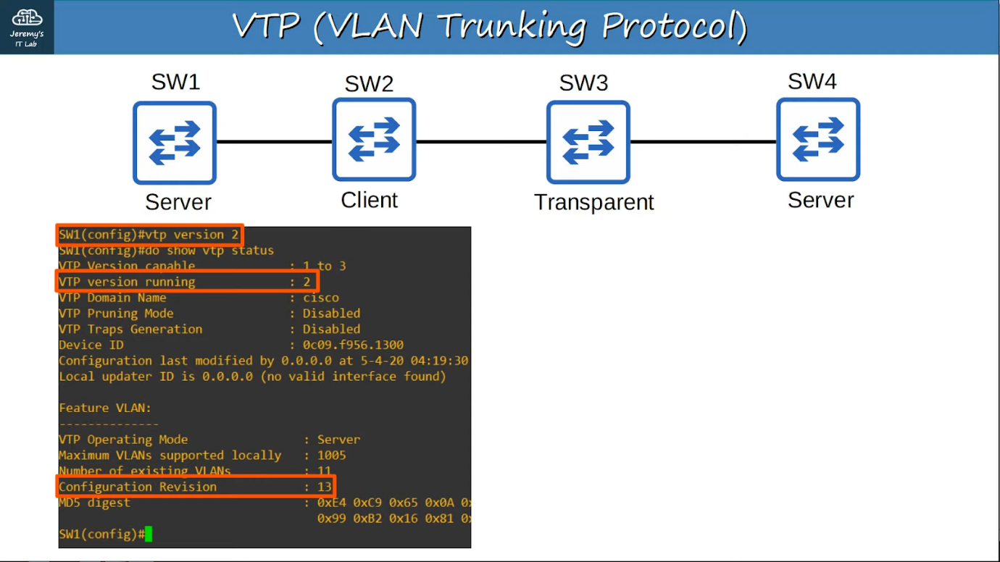 Jeremy's
IT Lab
VTP (VLAN Trunking Protocol)
SW1
SW2
SW3
SW4
Server
Client
Transparent
Server
SW1(config)#vtp version 2
SW1(config)#do show vtp status
VTP Version capable : 1 to 3
VTP version running : 2
VTP Domain Name : cisco
VTP Pruning Mode : Disabled
VTP Traps Generation : Disabled
Device ID : 0c09.f956.1300
Configuration last modified by 0.0.0.0 at 5-4-20 04:19:30
Local updater ID is 0.0.0.0 (no valid interface found)
Feature VLAN:
--------------
VTP Operating Mode : Server
Maximum VLANs supported locally : 1005
Number of existing VLANs : 11
Configuration Revision : 13
MD5 digest : 0xE4 0xC9 0x65 0x0A 0x
0x99 0xB2 0x16 0x81 0x
SW1(config)#